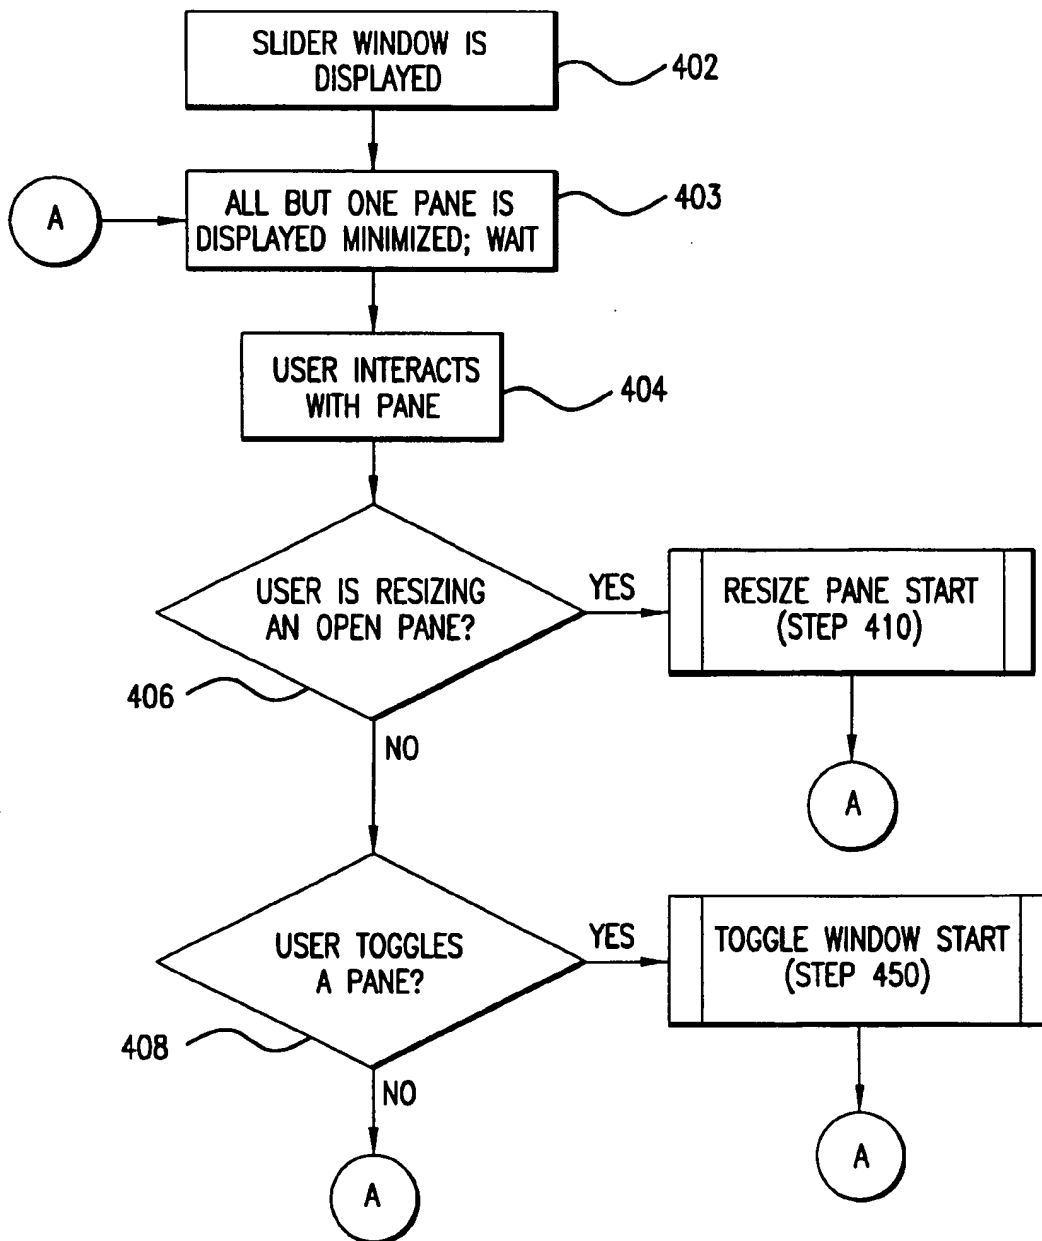 SLIDER WINDOW IS
DISPLAYED
402
A
ALL BUT ONE PANE IS
DISPLAYED MINIMIZED; WAIT
403
USER INTERACTS
WITH PANE
404
USER IS RESIZING
AN OPEN PANE?
406
YES
RESIZE PANE START
(STEP 410)
A
NO
USER TOGGLES
A PANE?
408
YES
TOGGLE WINDOW START
(STEP 450)
A
NO
A